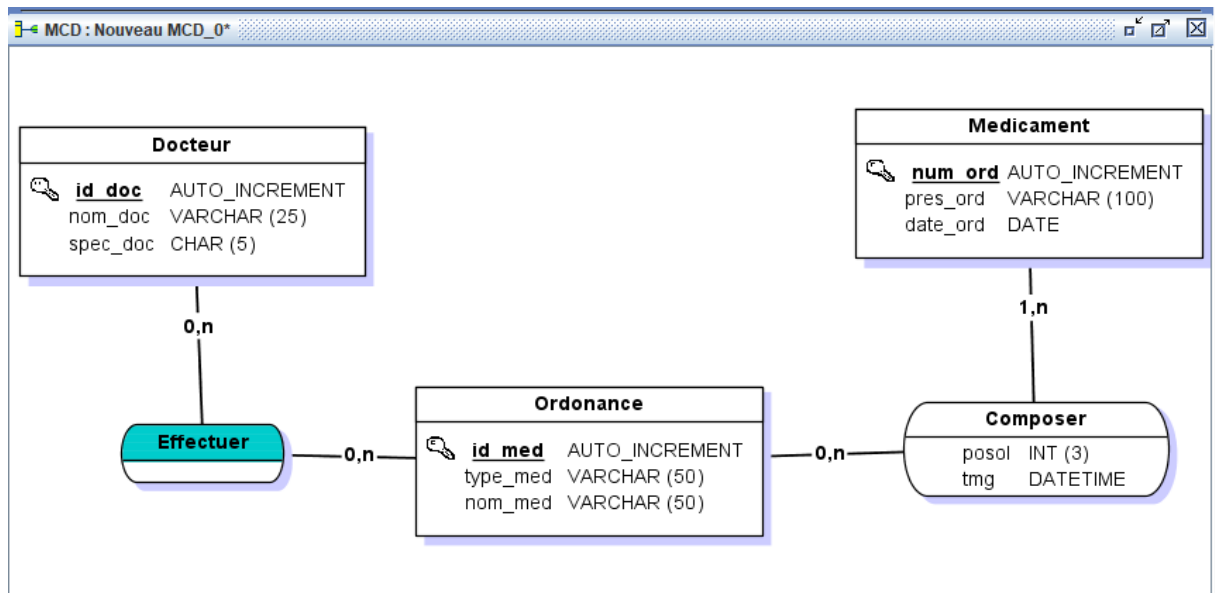 MCD : Nouveau MCD_0*
Docteur
id_doc AUTO_INCREMENT
nom_doc VARCHAR (25)
spec_doc CHAR (5)
Medicament
num_ord AUTO_INCREMENT
pres_ord VARCHAR (100)
date_ord DATE
0,n
1,n
Effectuer
0,n
Ordonance
id_med AUTO_INCREMENT
type_med VARCHAR (50)
nom_med VARCHAR (50)
0,n
Composer
posol INT (3)
tmg DATETIME